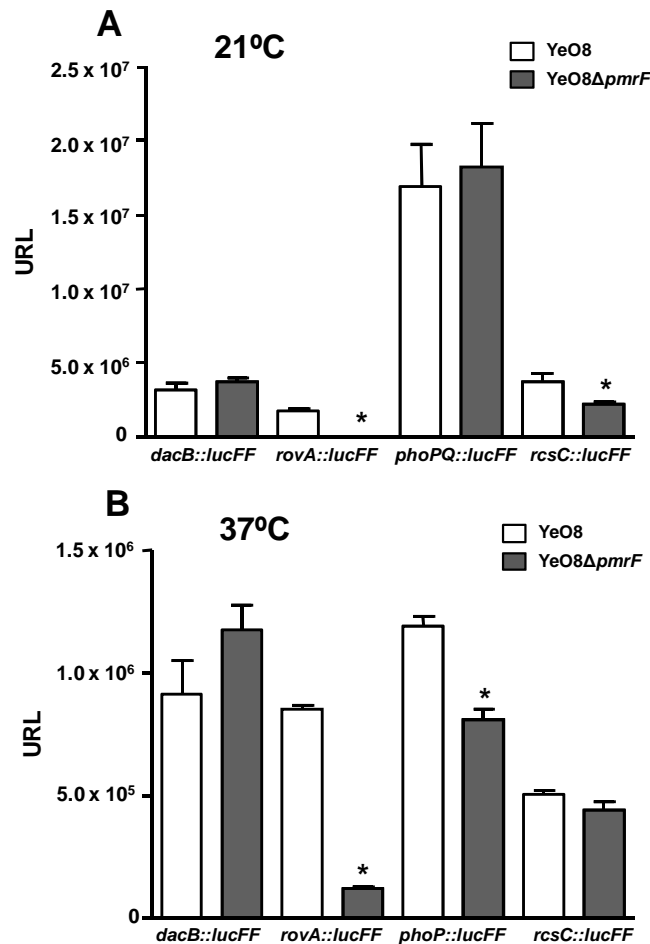 A
21ºC
YeO8
YeO8ΔpmrF
2.5 x 10⁷
2.0 x 10⁷
1.5 x 10⁷
1.0 x 10⁷
5.0 x 10⁶
0
URL
*
*
dacB::lucFF rovA::lucFF phoPQ::lucFF rcsC::lucFF
B
37ºC
YeO8
YeO8ΔpmrF
1.5 x 10⁶
1.0 x 10⁶
5.0 x 10⁵
0
URL
*
*
dacB::lucFF rovA::lucFF phoP::lucFF rcsC::lucFF